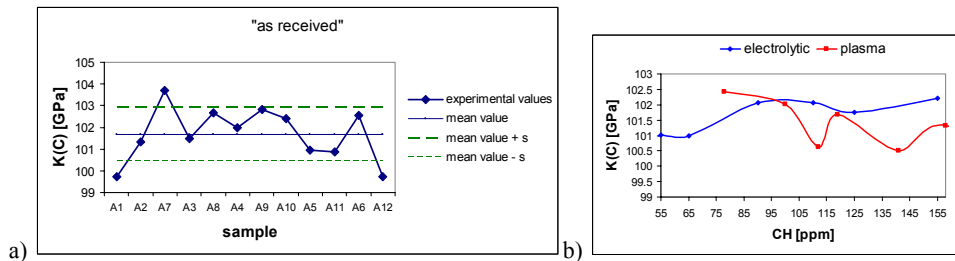 "as received"
105
104
103
102
101
100
99
K(C) [GPa]
A1 A2 A7 A3 A8 A4 A9 A10 A5 A11 A6 A12
sample
experimental values
mean value
mean value + s
mean value - s
a)
electrolytic plasma
103
102.5
102
101.5
101
100.5
100
99.5
99
K(C) [GPa]
55 65 75 85 95 105 115 125 135 145 155
CH [ppm]
b)